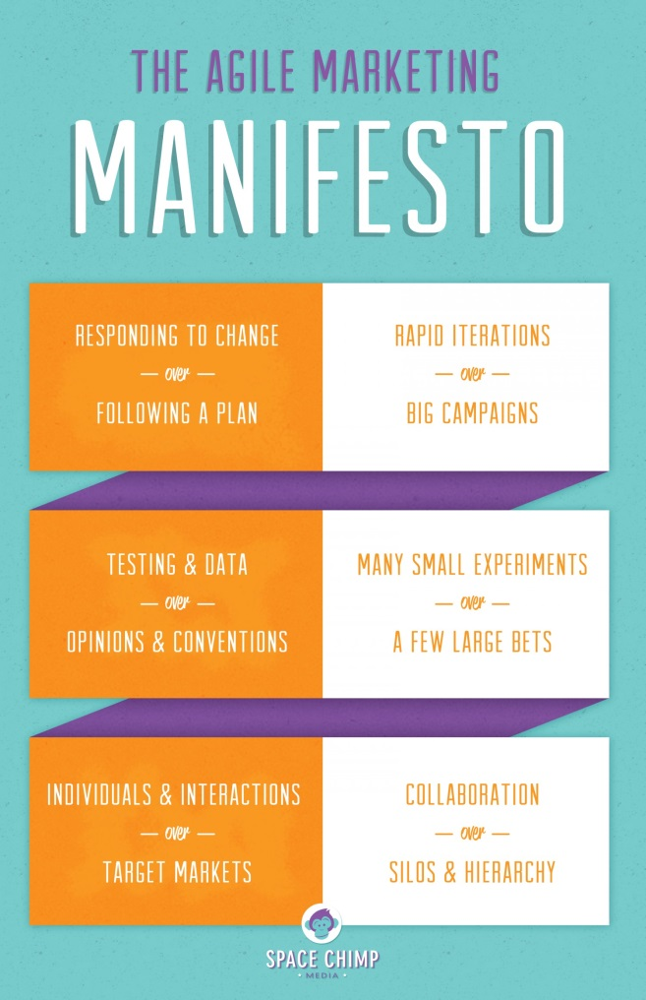 THE AGILE MARKETING
MANIFESTO
RESPONDING TO CHANGE
over
FOLLOWING A PLAN
RAPID ITERATIONS
over
BIG CAMPAIGNS
TESTING & DATA
over
OPINIONS & CONVENTIONS
MANY SMALL EXPERIMENTS
over
A FEW LARGE BETS
INDIVIDUALS & INTERACTIONS
over
TARGET MARKETS
COLLABORATION
over
SILOS & HIERARCHY
SPACE CHIMP
• MEDIA •